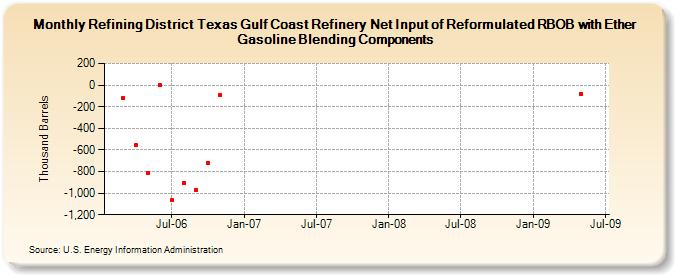 Monthly Refining District Texas Gulf Coast Refinery Net Input of Reformulated RBOB with Ether
Gasoline Blending Components
Thousand Barrels
200
0
-200
-400
-600
-800
-1,000
-1,200
Jul-06
Jan-07
Jul-07
Jan-08
Jul-08
Jan-09
Jul-09
Source: U.S. Energy Information Administration